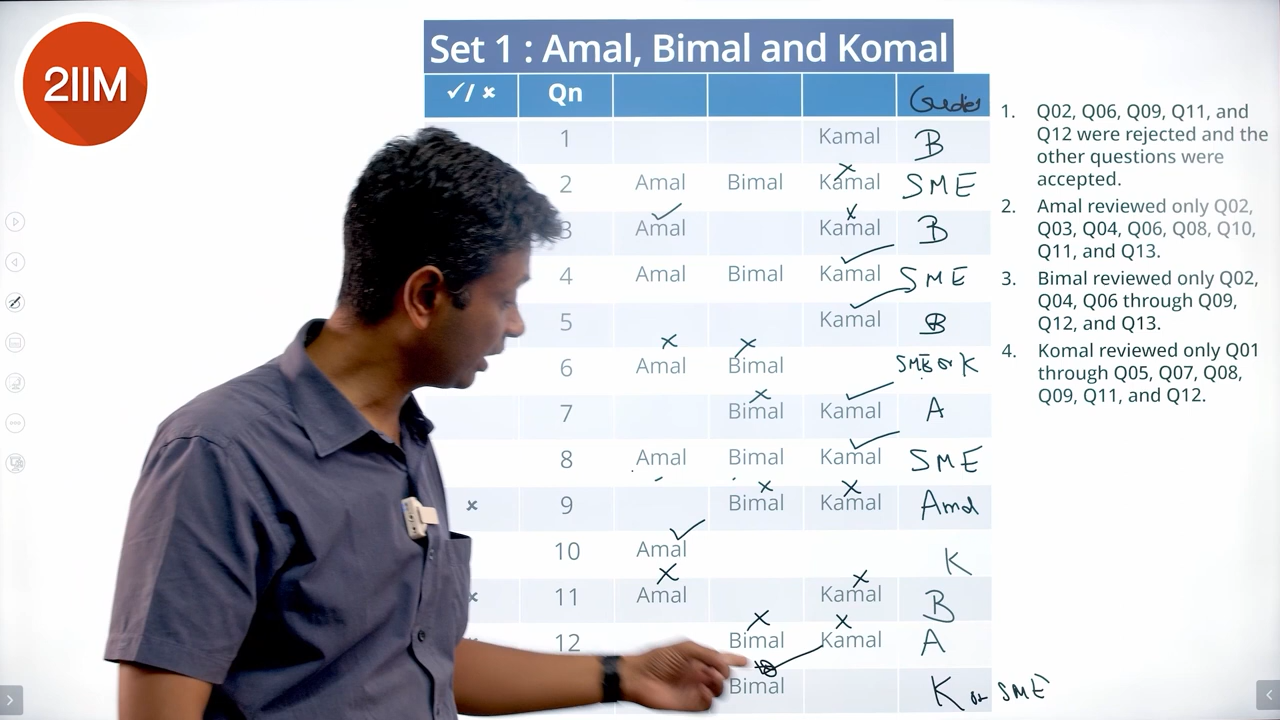 2IIM
Set 1 : Amal, Bimal and Komal
✓/ × Qn
1 Kamal B
2 Amal Bimal Kamal SME
3 Amal Kamal B
4 Amal Bimal Kamal SME
5 Kamal B
6 Amal Bimal SME or K
7 Bimal Kamal A
8 Amal Bimal Kamal SME
× 9 Bimal Kamal Amal
10 Amal K
× 11 Amal Kamal B
12 Bimal Kamal A
Bimal K or SME
1. Q02, Q06, Q09, Q11, and
Q12 were rejected and the
other questions were
accepted.
2. Amal reviewed only Q02,
Q03, Q04, Q06, Q08, Q10,
Q11, and Q13.
3. Bimal reviewed only Q02,
Q04, Q06 through Q09,
Q12, and Q13.
4. Komal reviewed only Q01
through Q05, Q07, Q08,
Q09, Q11, and Q12.